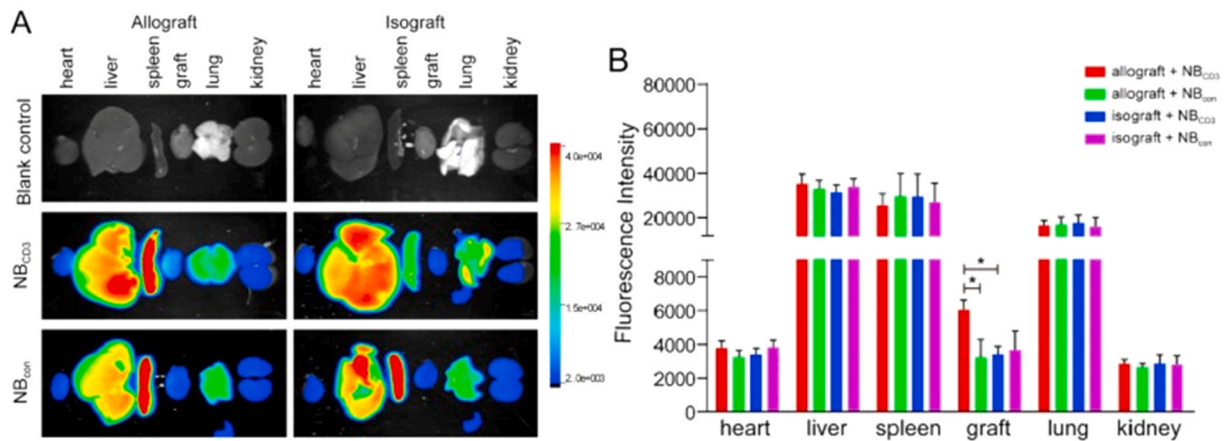 A
Allograft
Isograft
heart
liver
spleen
graft
lung
kidney
heart
liver
spleen
graft
lung
kidney
Blank control
NBCD3
NBcon
4.0e+004
2.7e+004
1.5e+004
2.0e+003
B
Fluorescence Intensity
80000
60000
40000
20000
8000
6000
4000
2000
0
* 
*
allograft + NBCD3
allograft + NBcon
isograft + NBCD3
isograft + NBcon
heart liver spleen graft lung kidney